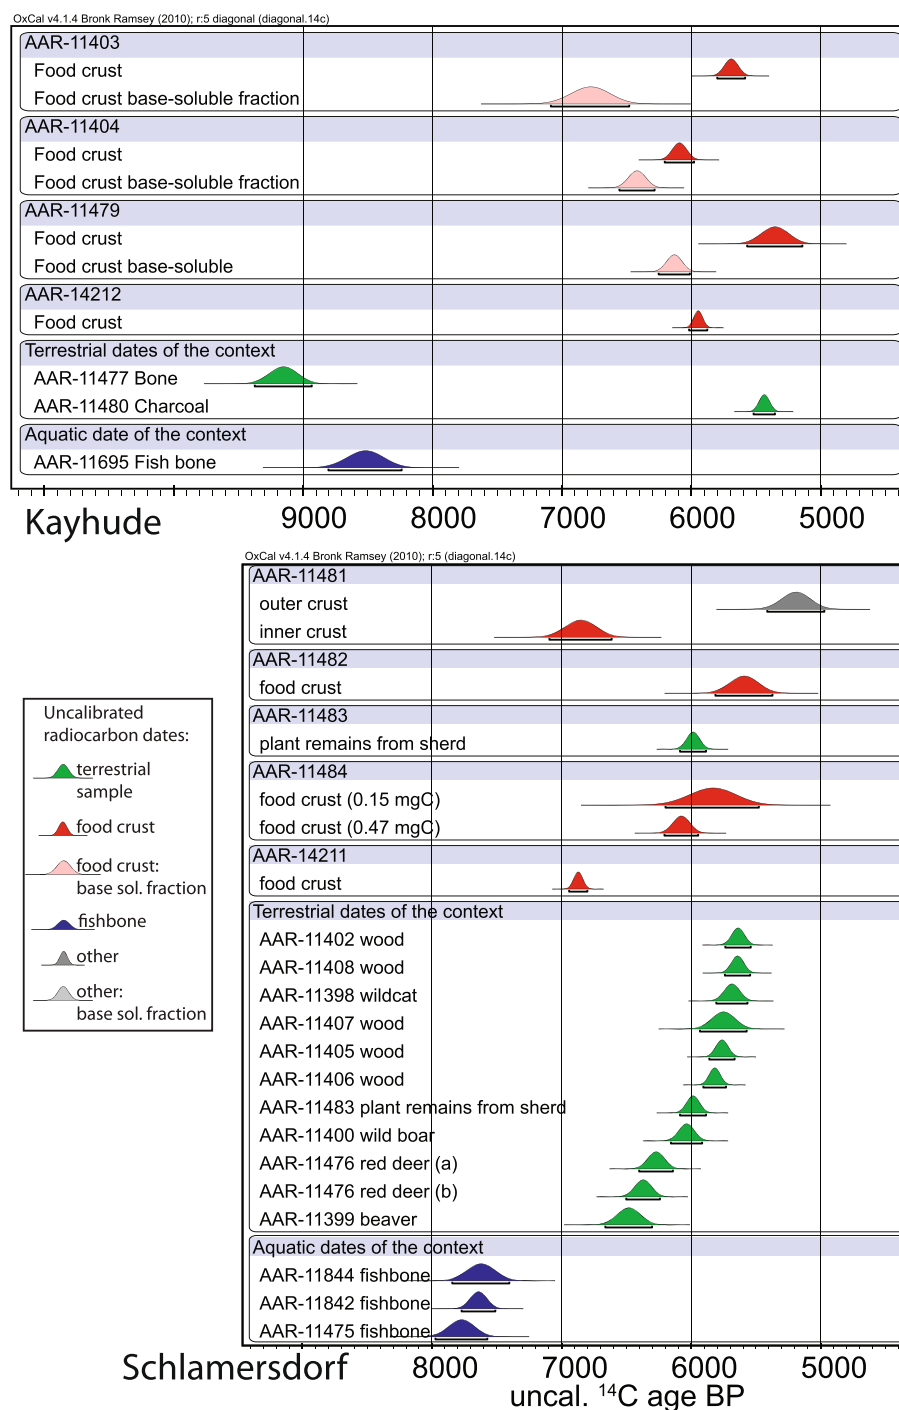 OxCal v4.1.4 Bronk Ramsey (2010); r:5 diagonal (diagonal.14c)
AAR-11403
Food crust
Food crust base-soluble fraction
AAR-11404
Food crust
Food crust base-soluble fraction
AAR-11479
Food crust
Food crust base-soluble
AAR-14212
Food crust
Terrestrial dates of the context
AAR-11477 Bone
AAR-11480 Charcoal
Aquatic date of the context
AAR-11695 Fish bone
Kayhude 9000 8000 7000 6000 5000
OxCal v4.1.4 Bronk Ramsey (2010); r:5 (diagonal.14c)
AAR-11481
outer crust
inner crust
AAR-11482
food crust
AAR-11483
plant remains from sherd
AAR-11484
food crust (0.15 mgC)
food crust (0.47 mgC)
AAR-14211
food crust
Terrestrial dates of the context
AAR-11402 wood
AAR-11408 wood
AAR-11398 wildcat
AAR-11407 wood
AAR-11405 wood
AAR-11406 wood
AAR-11483 plant remains from sherd
AAR-11400 wild boar
AAR-11476 red deer (a)
AAR-11476 red deer (b)
AAR-11399 beaver
Aquatic dates of the context
AAR-11844 fishbone
AAR-11842 fishbone
AAR-11475 fishbone
Schlamersdorf 8000 7000 6000 5000
uncal. ¹⁴C age BP
Uncalibrated
radiocarbon dates:
terrestrial
sample
food crust
food crust:
base sol. fraction
fishbone
other
other:
base sol. fraction